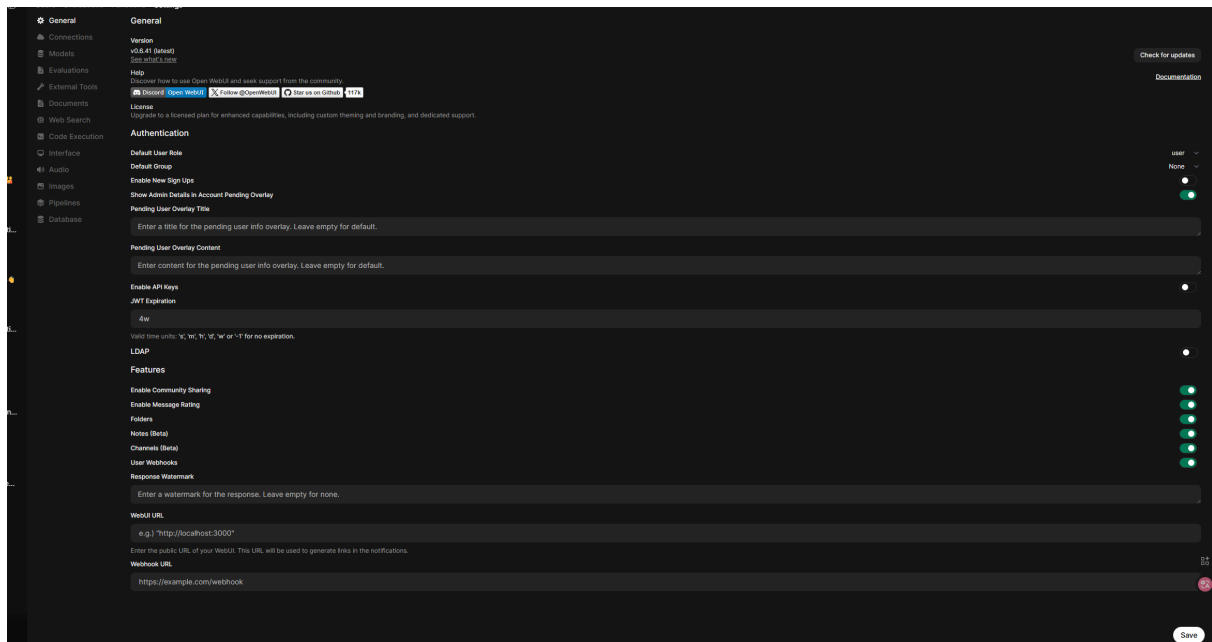 General
Connections
Models
Evaluations
External Tools
Documents
Web Search
Code Execution
Interface
Audio
Images
Pipelines
Database
General
Version
v0.6.41 (latest)
See what's new
Check for updates
Help
Discover how to use Open WebUI and seek support from the community.
Documentation
Discord Open WebUI Follow @OpenWebUI Star us on Github 117k
License
Upgrade to a licensed plan for enhanced capabilities, including custom theming and branding, and dedicated support.
Authentication
Default User Role user
Default Group None
Enable New Sign Ups
Show Admin Details in Account Pending Overlay
Pending User Overlay Title
Enter a title for the pending user info overlay. Leave empty for default.
Pending User Overlay Content
Enter content for the pending user info overlay. Leave empty for default.
Enable API Keys
JWT Expiration
4w
Valid time units: 's', 'm', 'h', 'd', 'w' or '-1' for no expiration.
LDAP
Features
Enable Community Sharing
Enable Message Rating
Folders
Notes (Beta)
Channels (Beta)
User Webhooks
Response Watermark
Enter a watermark for the response. Leave empty for none.
WebUI URL
e.g.) "http://localhost:3000"
Enter the public URL of your WebUI. This URL will be used to generate links in the notifications.
Webhook URL
https://example.com/webhook
Save